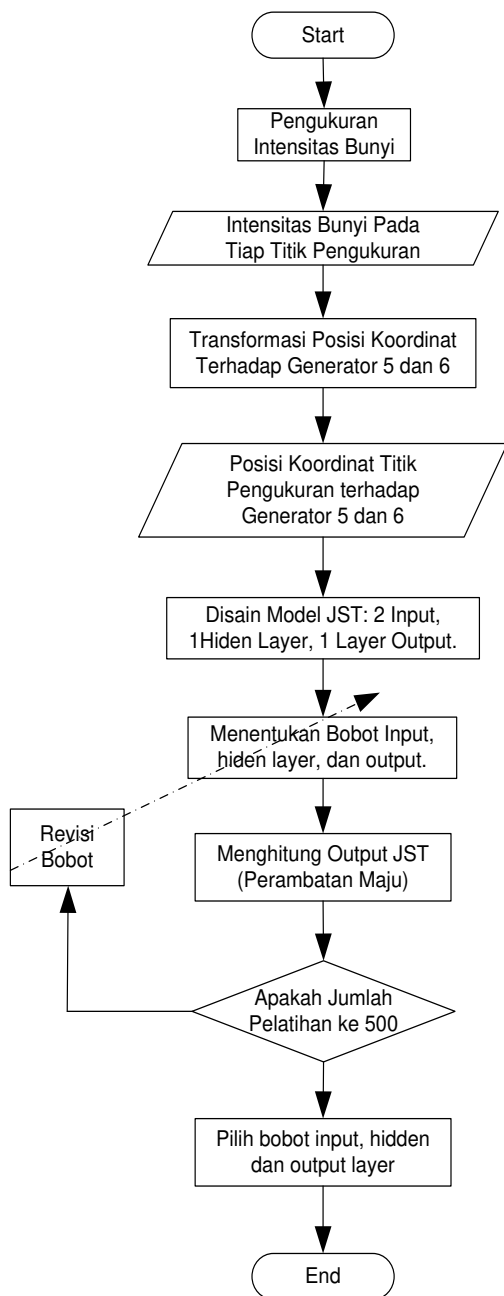 Start
Pengukuran
Intensitas Bunyi
Intensitas Bunyi Pada
Tiap Titik Pengukuran
Transformasi Posisi Koordinat
Terhadap Generator 5 dan 6
Posisi Koordinat Titik
Pengukuran terhadap
Generator 5 dan 6
Disain Model JST: 2 Input,
1Hiden Layer, 1 Layer Output.
Menentukan Bobot Input,
hiden layer, dan output.
Revisi
Bobot
Menghitung Output JST
(Perambatan Maju)
Apakah Jumlah
Pelatihan ke 500
Pilih bobot input, hidden
dan output layer
End